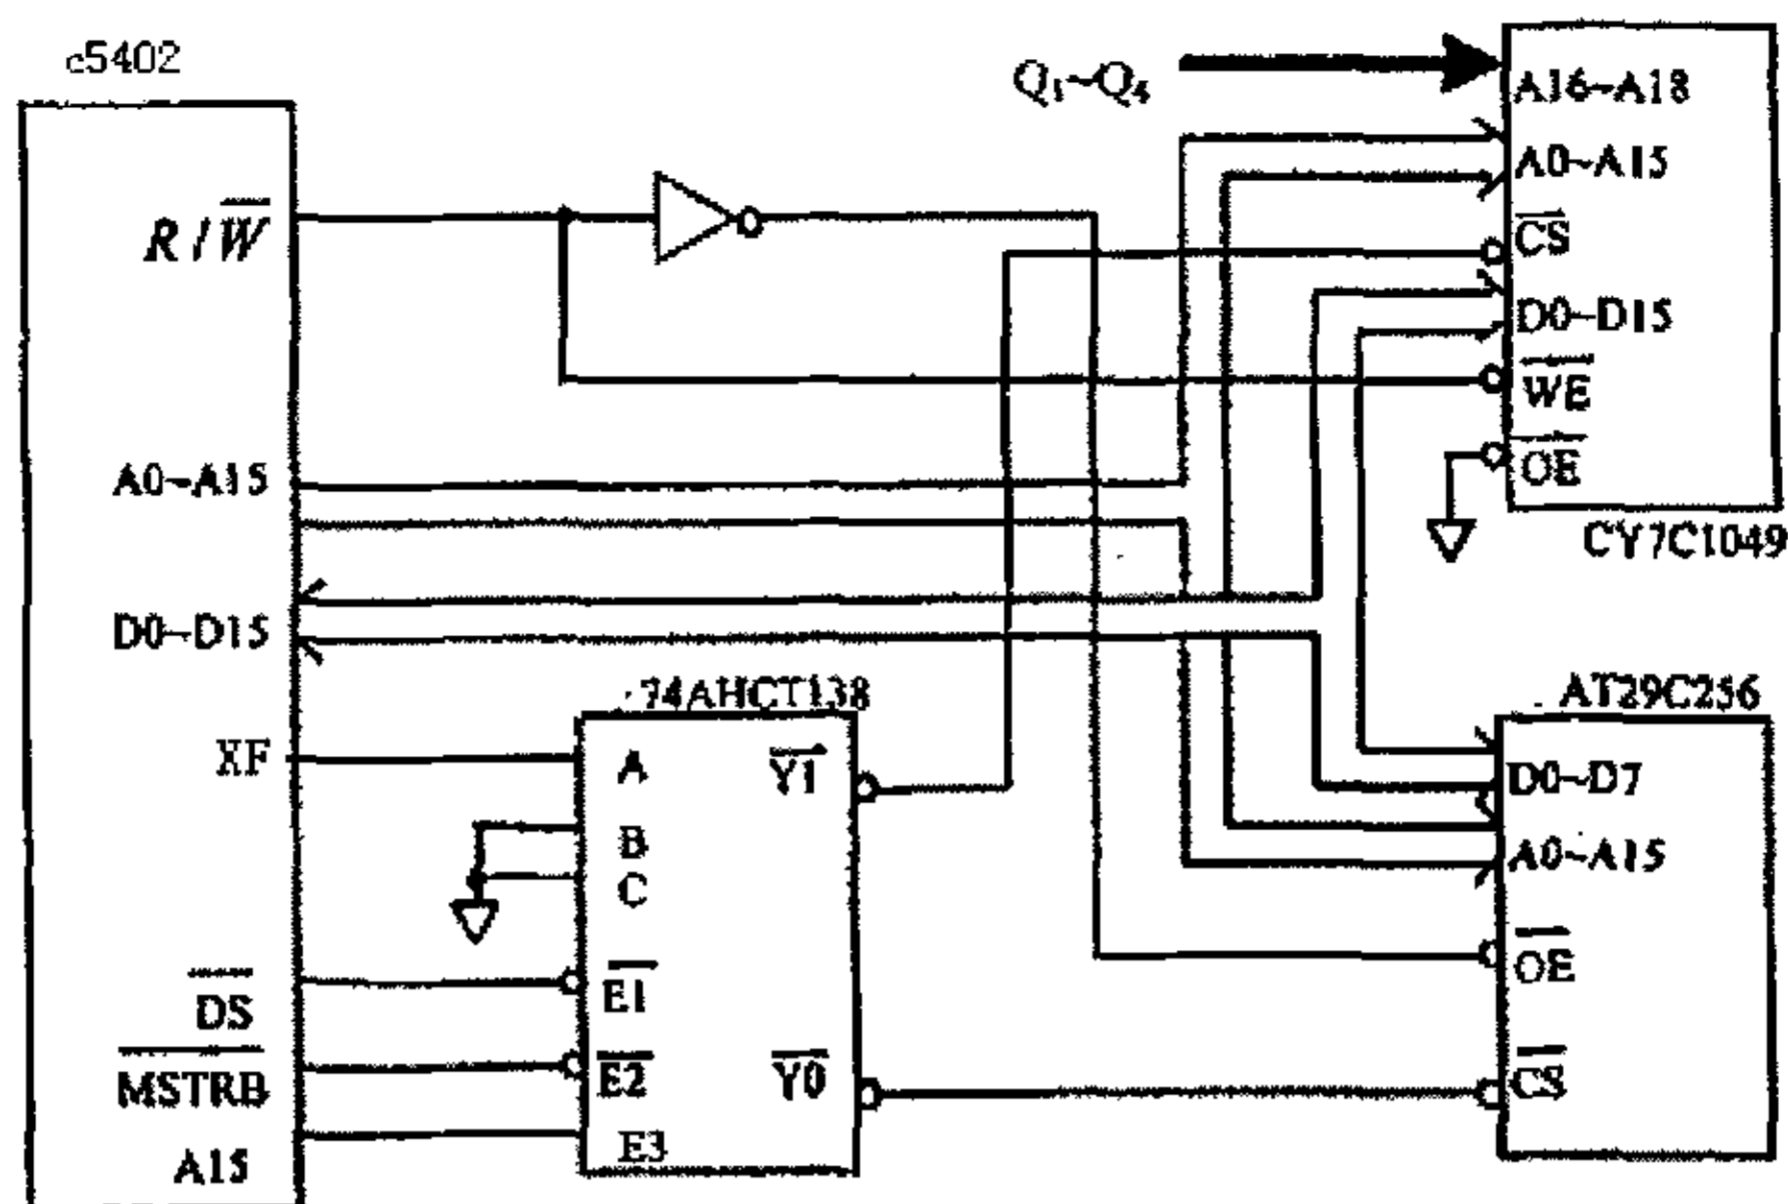 c5402
R/W
A0~A15
D0~D15
XF
DS
MSTRB
A15
74AHCT138
A
B
C
E1
E2
E3
Y1
Y0
Q1~Q4
A16~A18
A0~A15
CS
D0~D15
WE
OE
CY7C1049
AT29C256
D0~D7
A0~A15
OE
CS